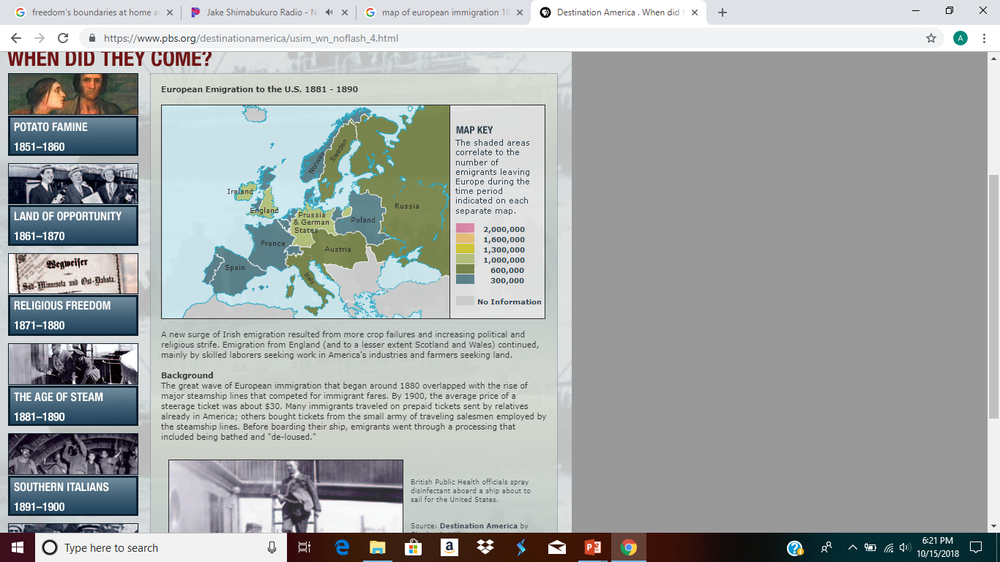 freedom's boundaries at home a
Jake Shimabukuro Radio - N
map of european immigration 18
Destination America . When did t
https://www.pbs.org/destinationamerica/usim_wn_noflash_4.html
A
WHEN DID THEY COME?
POTATO FAMINE
1851–1860
LAND OF OPPORTUNITY
1861–1870
Wegweiser
Süd-Minnesota und Ost-Dakota.
RELIGIOUS FREEDOM
1871–1880
THE AGE OF STEAM
1881–1890
SOUTHERN ITALIANS
1891–1900
European Emigration to the U.S. 1881 - 1890
Norway
Sweden
Ireland
England
Prussia
& German
States
Poland
Russia
France
Austria
Spain
Italy
MAP KEY
The shaded areas
correlate to the
number of
emigrants leaving
Europe during the
time period
indicated on each
separate map.
2,000,000
1,600,000
1,300,000
1,000,000
600,000
300,000
No Information
A new surge of Irish emigration resulted from more crop failures and increasing political and
religious strife. Emigration from England (and to a lesser extent Scotland and Wales) continued,
mainly by skilled laborers seeking work in America's industries and farmers seeking land.
Background
The great wave of European immigration that began around 1880 overlapped with the rise of
major steamship lines that competed for immigrant fares. By 1900, the average price of a
steerage ticket was about $30. Many immigrants traveled on prepaid tickets sent by relatives
already in America; others bought tickets from the small army of traveling salesmen employed by
the steamship lines. Before boarding their ship, emigrants went through a processing that
included being bathed and "de-loused."
British Public Health officials spray
disinfectant aboard a ship about to
sail for the United States.
Source: Destination America by
Type here to search
6:21 PM
10/15/2018